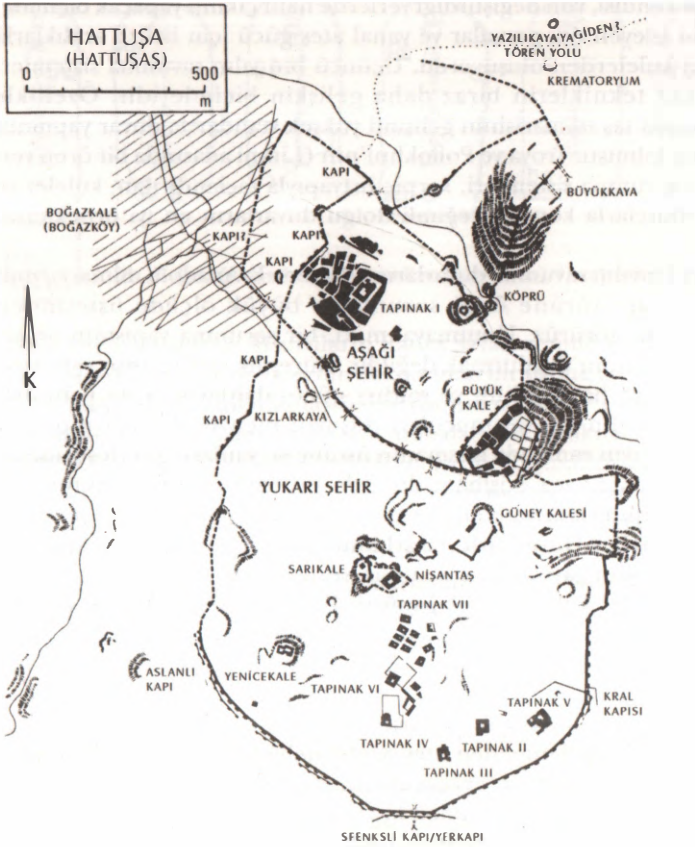 HATTUŞA
(HATTUŞAŞ)
0 500
m
YAZILIKAYAYA GİDEN?
TÖREN YOLU
KREMATORYUM
KAPI
BÜYÜKKAYA
BOĞAZKALE
(BOĞAZKÖY)
KAPI?
KAPI
KAPI
KÖPRÜ
TAPINAK I
AŞAĞI
ŞEHİR
KAPI
K
BÜYÜK
KALE
KAPI
KIZLARKAYA
YUKARI ŞEHİR
GÜNEY KALESİ
SARIKALE
NİŞANTAŞ
TAPINAK VII
ASLANLI
KAPI
YENİCEKALE
TAPINAK VI
TAPINAK V
KRAL
KAPISI
TAPINAK IV
TAPINAK II
TAPINAK III
SFENKSLİ KAPI/YERKAPI